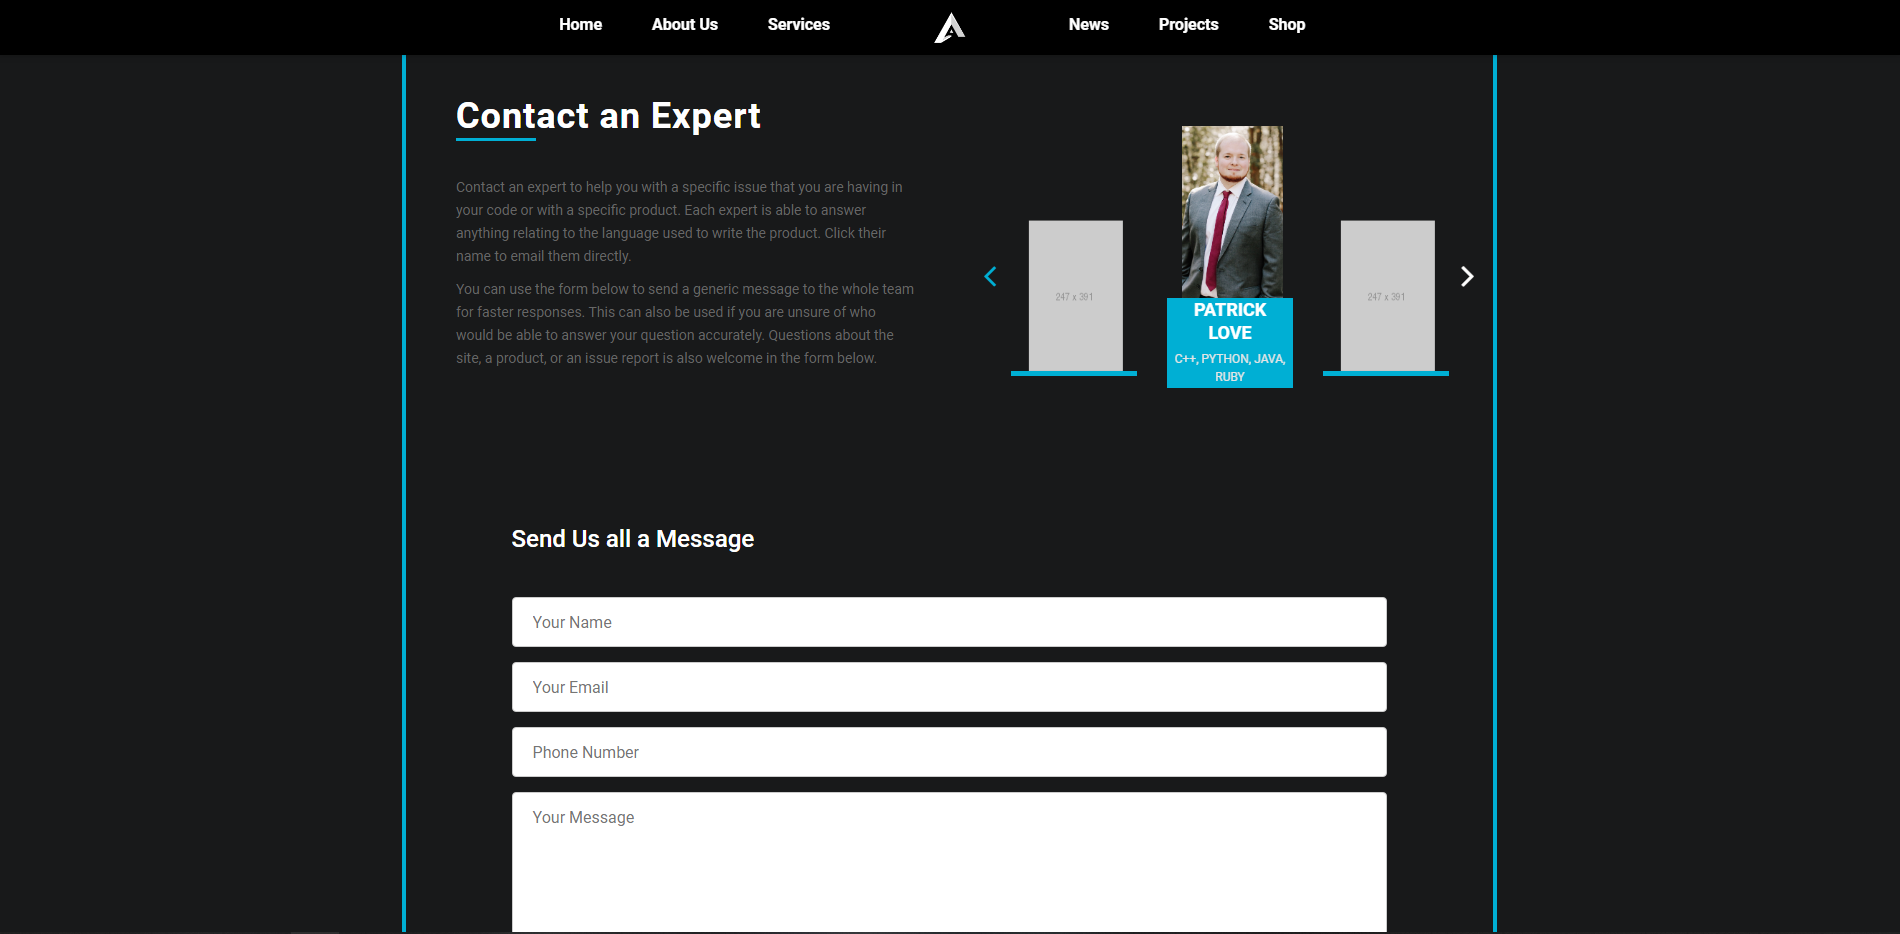 Home About Us Services News Projects Shop
Contact an Expert
Contact an expert to help you with a specific issue that you are having in
your code or with a specific product. Each expert is able to answer
anything relating to the language used to write the product. Click their
name to email them directly.
You can use the form below to send a generic message to the whole team
for faster responses. This can also be used if you are unsure of who
would be able to answer your question accurately. Questions about the
site, a product, or an issue report is also welcome in the form below.
247 x 391
PATRICK
LOVE
C++, PYTHON, JAVA,
RUBY
247 x 391
Send Us all a Message
Your Name
Your Email
Phone Number
Your Message